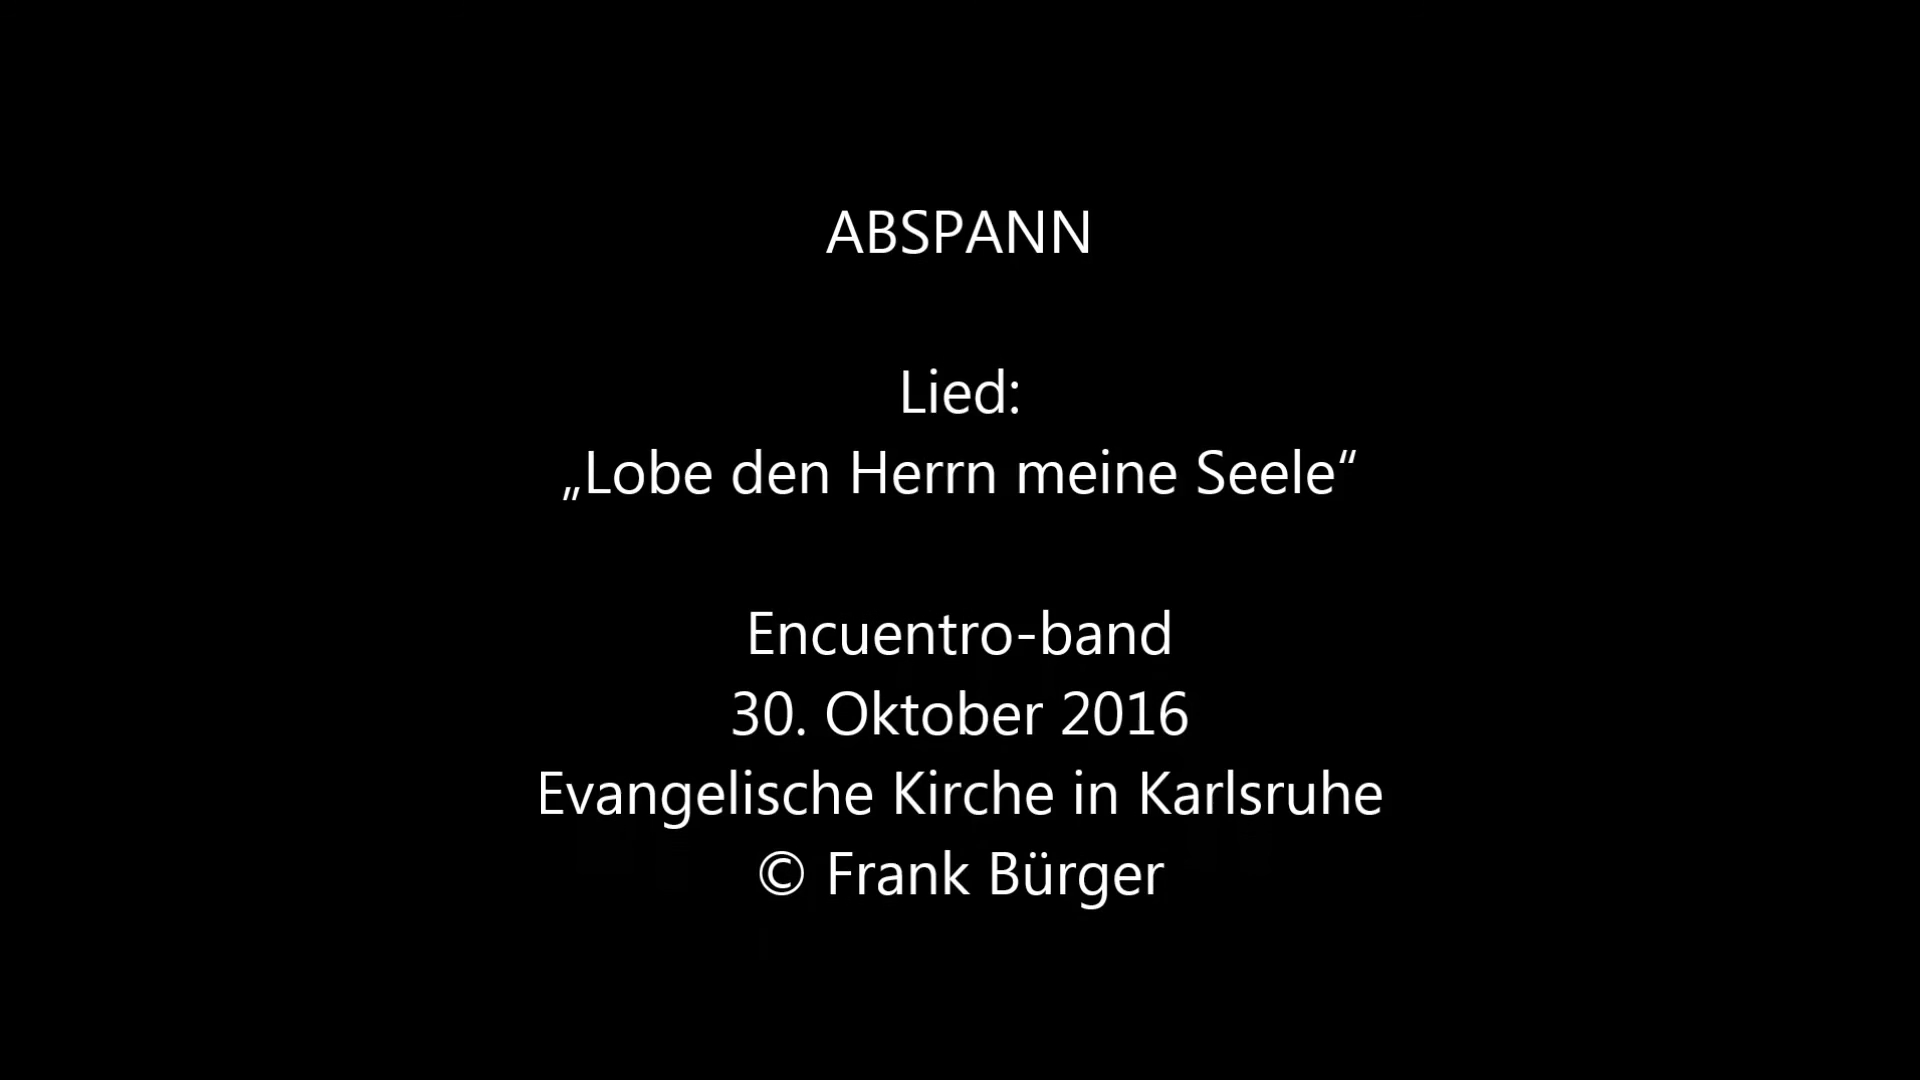 ABSPANN
Lied:
„Lobe den Herrn meine Seele“
Encuentro-band
30. Oktober 2016
Evangelische Kirche in Karlsruhe
© Frank Bürger